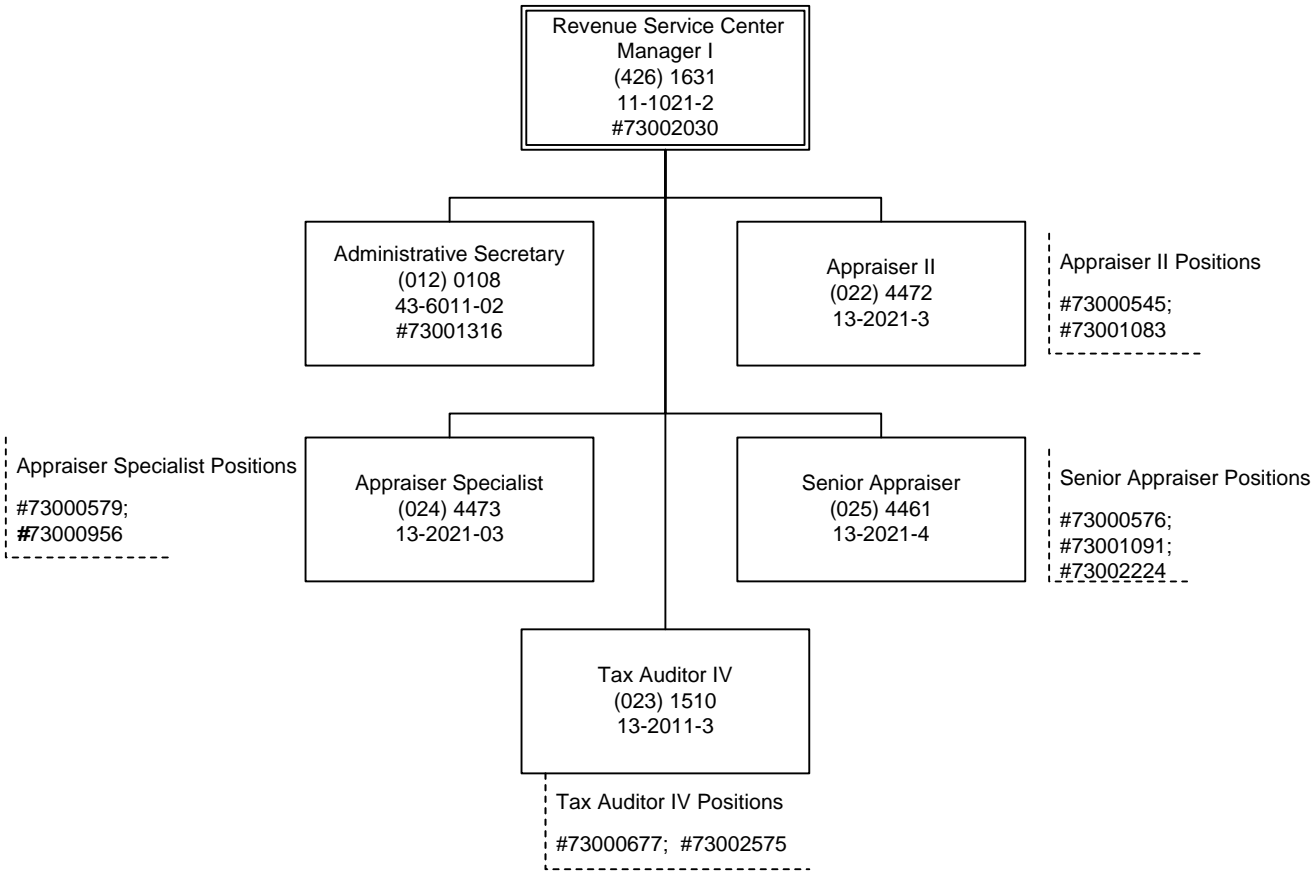 Revenue Service Center
Manager I
(426) 1631
11-1021-2
#73002030
Administrative Secretary
(012) 0108
43-6011-02
#73001316
Appraiser II
(022) 4472
13-2021-3
Appraiser II Positions
#73000545;
#73001083
Appraiser Specialist Positions
#73000579;
#73000956
Appraiser Specialist
(024) 4473
13-2021-03
Senior Appraiser
(025) 4461
13-2021-4
Senior Appraiser Positions
#73000576;
#73001091;
#73002224
Tax Auditor IV
(023) 1510
13-2011-3
Tax Auditor IV Positions
#73000677;  #73002575